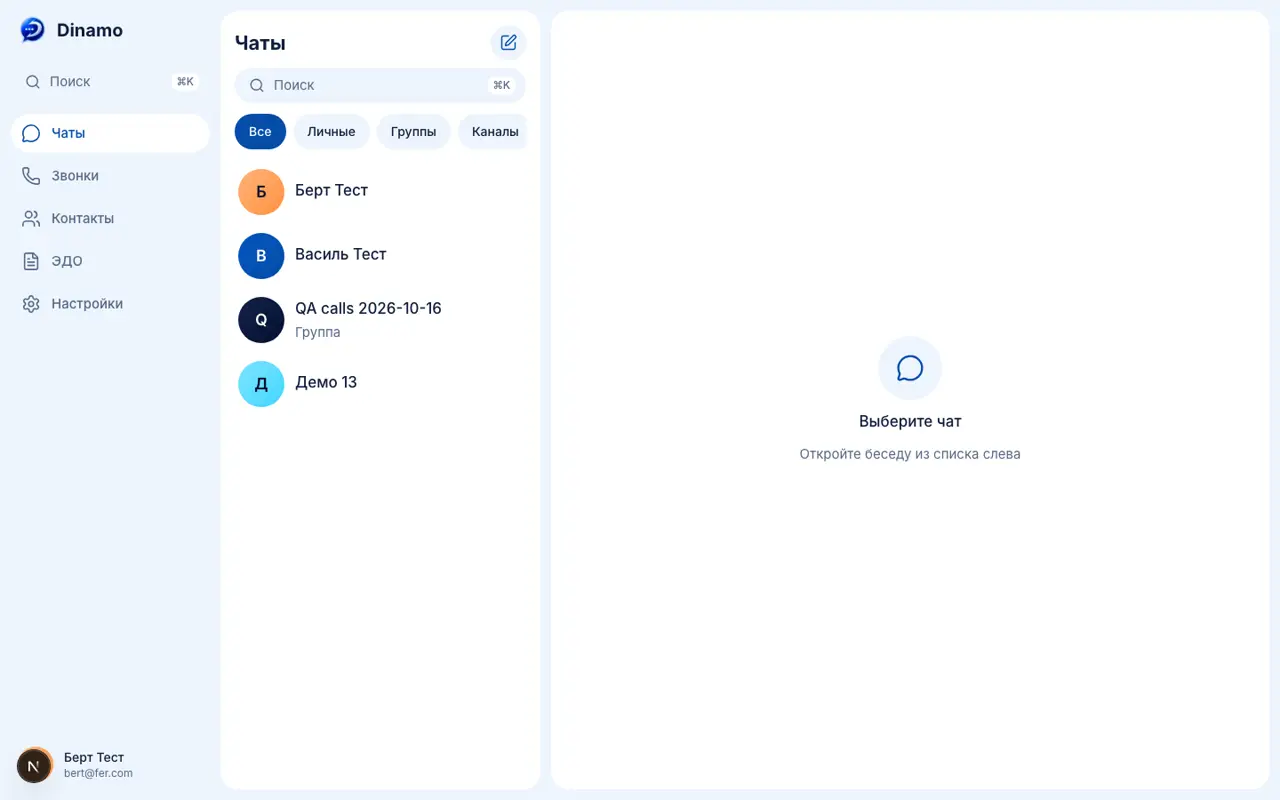 Dinamo
Поиск ⌘K
Чаты
Звонки
Контакты
ЭДО
Настройки
N
Берт Тест
bert@fer.com
Чаты
Поиск ⌘K
Все Личные Группы Каналы
Б Берт Тест
В Василь Тест
Q QA calls 2026-10-16
Группа
Д Демо 13
Выберите чат
Откройте беседу из списка слева